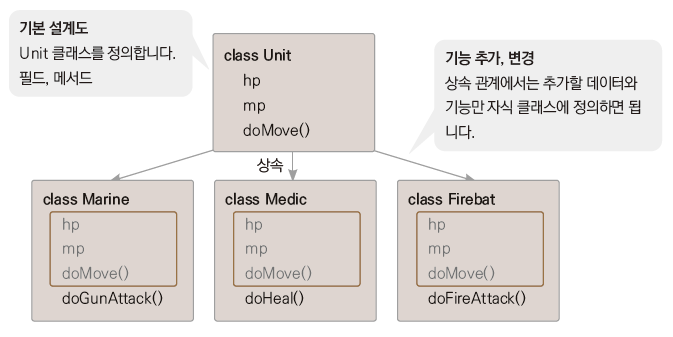 기본 설계도
Unit 클래스를 정의합니다.
필드, 메서드
class Unit
hp
mp
doMove()
기능 추가, 변경
상속 관계에서는 추가할 데이터와
기능만 자식 클래스에 정의하면 됩
니다.
상속
class Marine
hp
mp
doMove()
doGunAttack()
class Medic
hp
mp
doMove()
doHeal()
class Firebat
hp
mp
doMove()
doFireAttack()